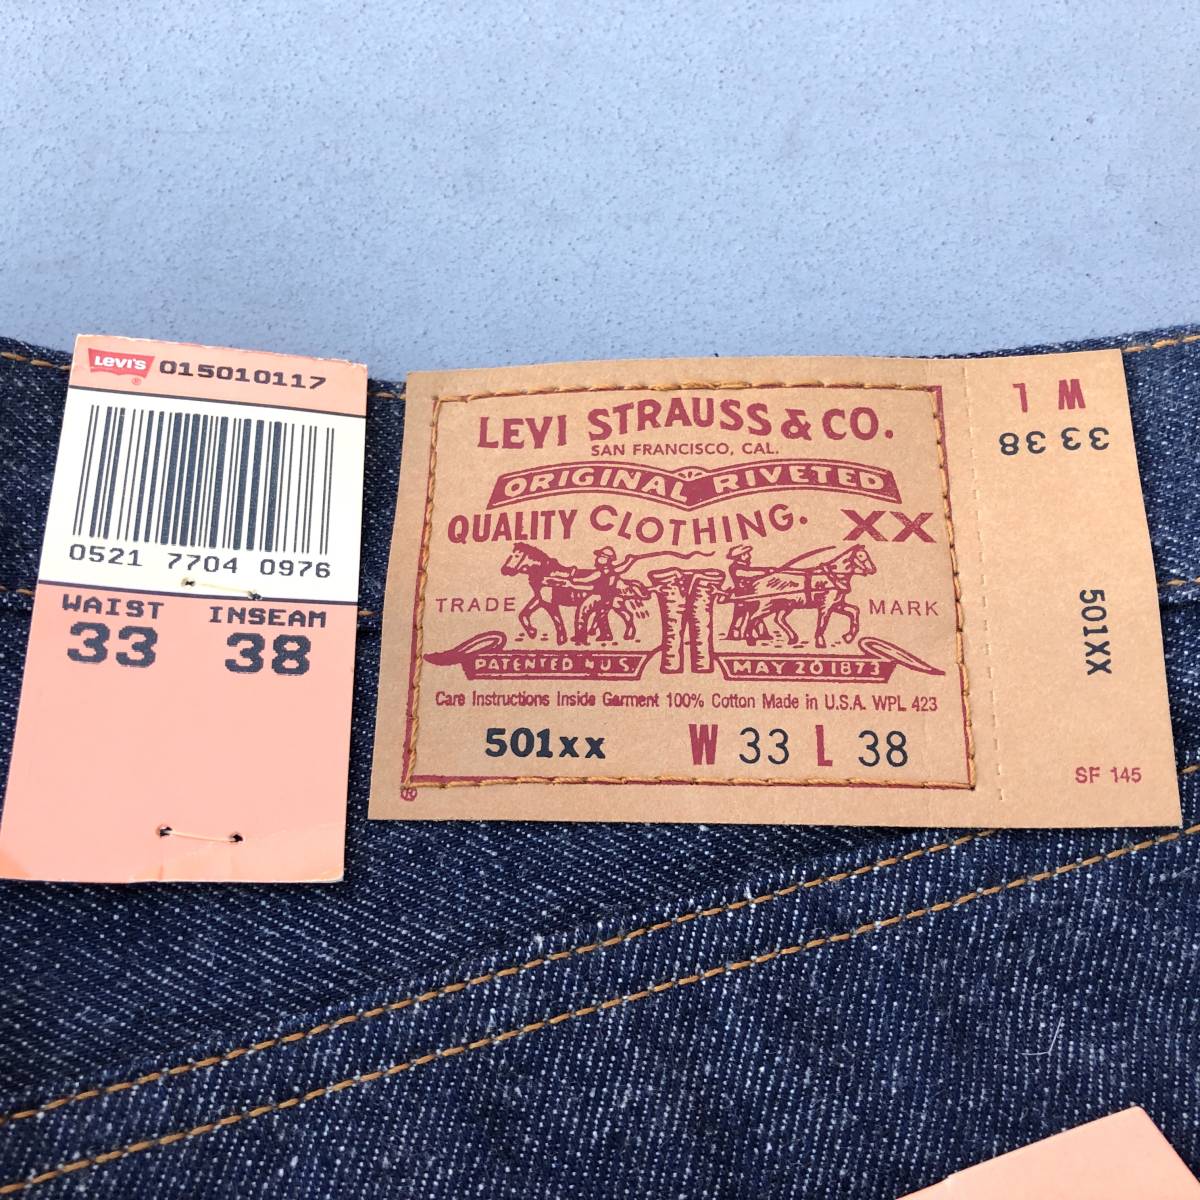 Levi's ® 015010117
0521 7704 0976
WAIST INSEAM
33 38
LEVI STRAUSS & CO.
SAN FRANCISCO, CAL.
ORIGINAL RIVETED
QUALITY CLOTHING. XX
TRADE MARK
PATENTED IN U.S. MAY 20 1873
Care Instructions Inside Garment 100% Cotton Made in U.S.A. WPL 423
501xx W 33 L 38
®
W L
33 38
501XX
SF 145